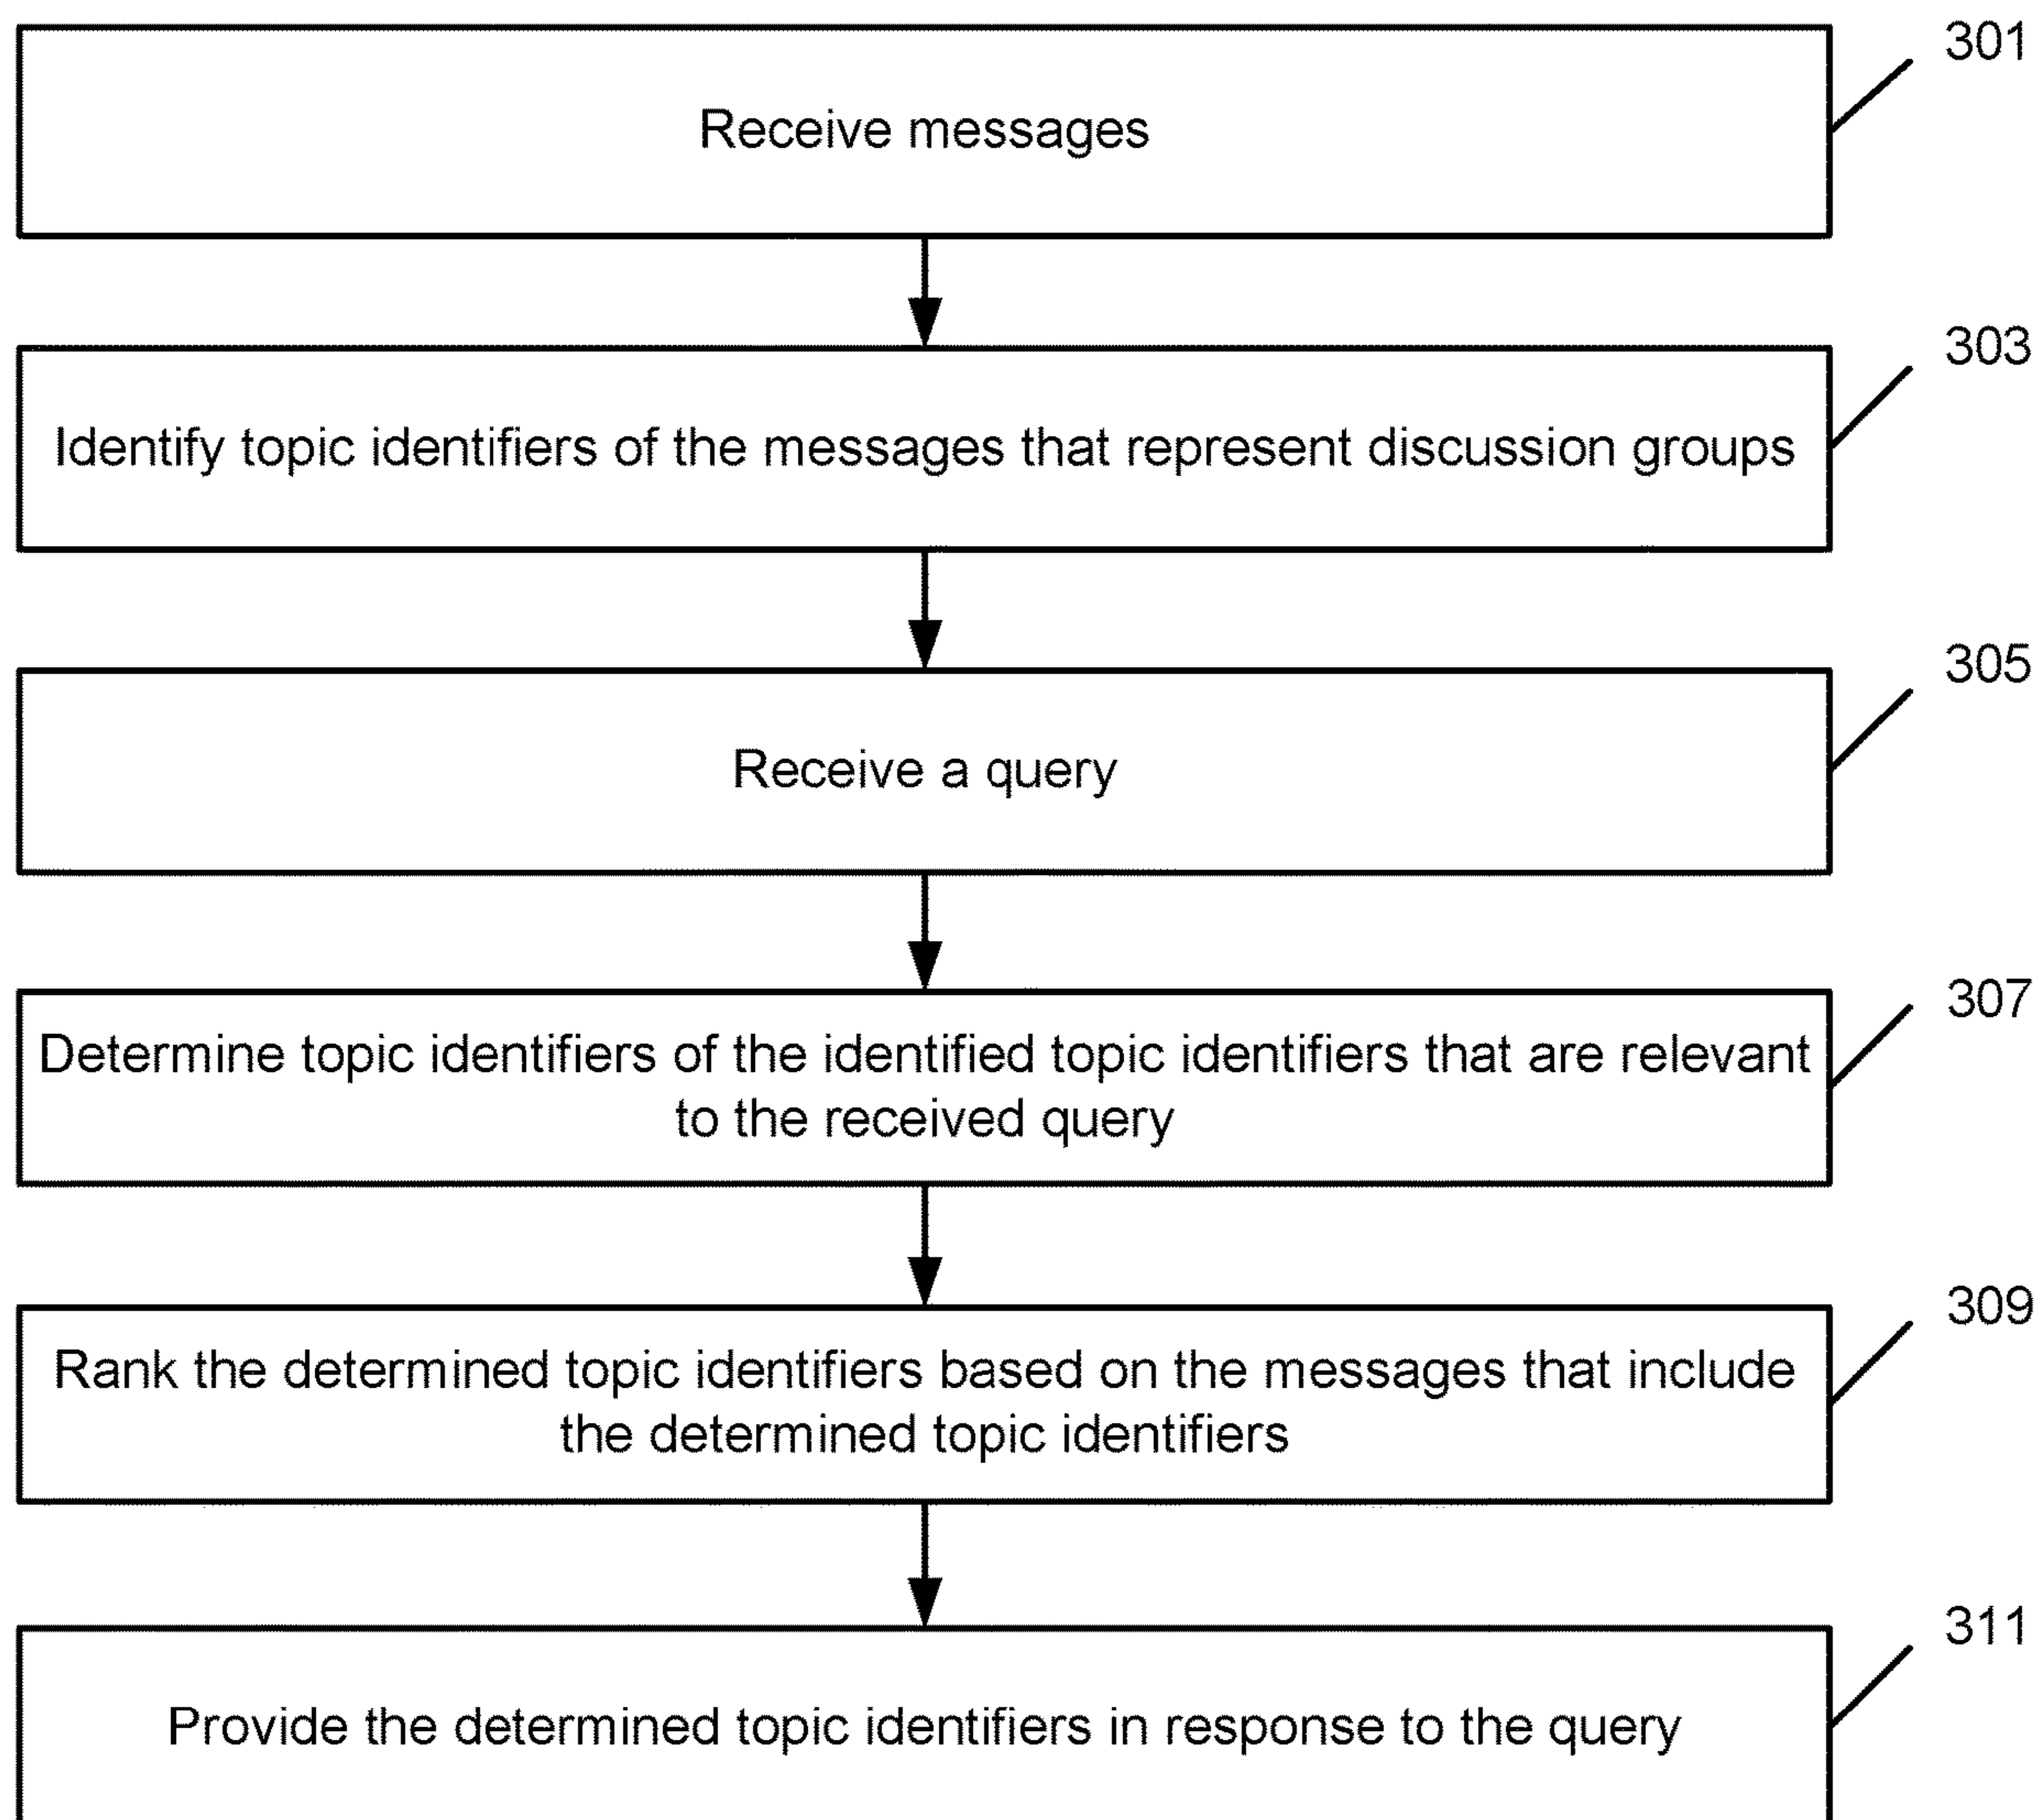 301
Receive messages
303
Identify topic identifiers of the messages that represent discussion groups
305
Receive a query
307
Determine topic identifiers of the identified topic identifiers that are relevant
to the received query
309
Rank the determined topic identifiers based on the messages that include
the determined topic identifiers
311
Provide the determined topic identifiers in response to the query